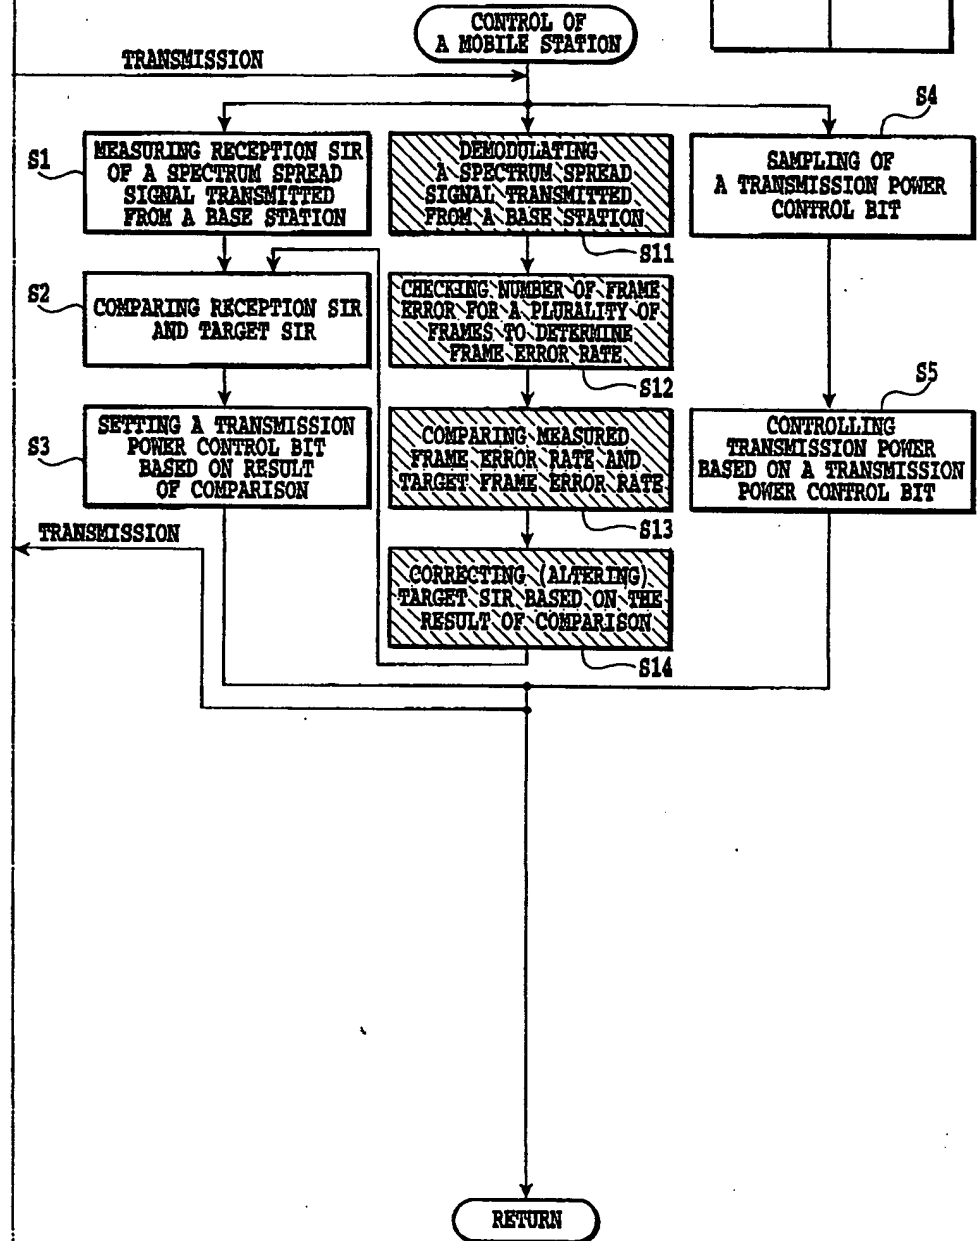 CONTROL OF
A MOBILE STATION
TRANSMISSION
S1
MEASURING RECEPTION SIR
OF A SPECTRUM SPREAD
SIGNAL TRANSMITTED
FROM A BASE STATION
DEMODULATING
A SPECTRUM SPREAD
SIGNAL TRANSMITTED
FROM A BASE STATION
S11
S4
SAMPLING OF
A TRANSMISSION POWER
CONTROL BIT
S2
COMPARING RECEPTION SIR
AND TARGET SIR
CHECKING NUMBER OF FRAME
ERROR FOR A PLURALITY OF
FRAMES TO DETERMINE
FRAME ERROR RATE
S12
S3
SETTING A TRANSMISSION
POWER CONTROL BIT
BASED ON RESULT
OF COMPARISON
COMPARING MEASURED
FRAME ERROR RATE AND
TARGET FRAME ERROR RATE
S13
S5
CONTROLLING
TRANSMISSION POWER
BASED ON A TRANSMISSION
POWER CONTROL BIT
TRANSMISSION
CORRECTING (ALTERING)
TARGET SIR BASED ON THE
RESULT OF COMPARISON
S14
RETURN